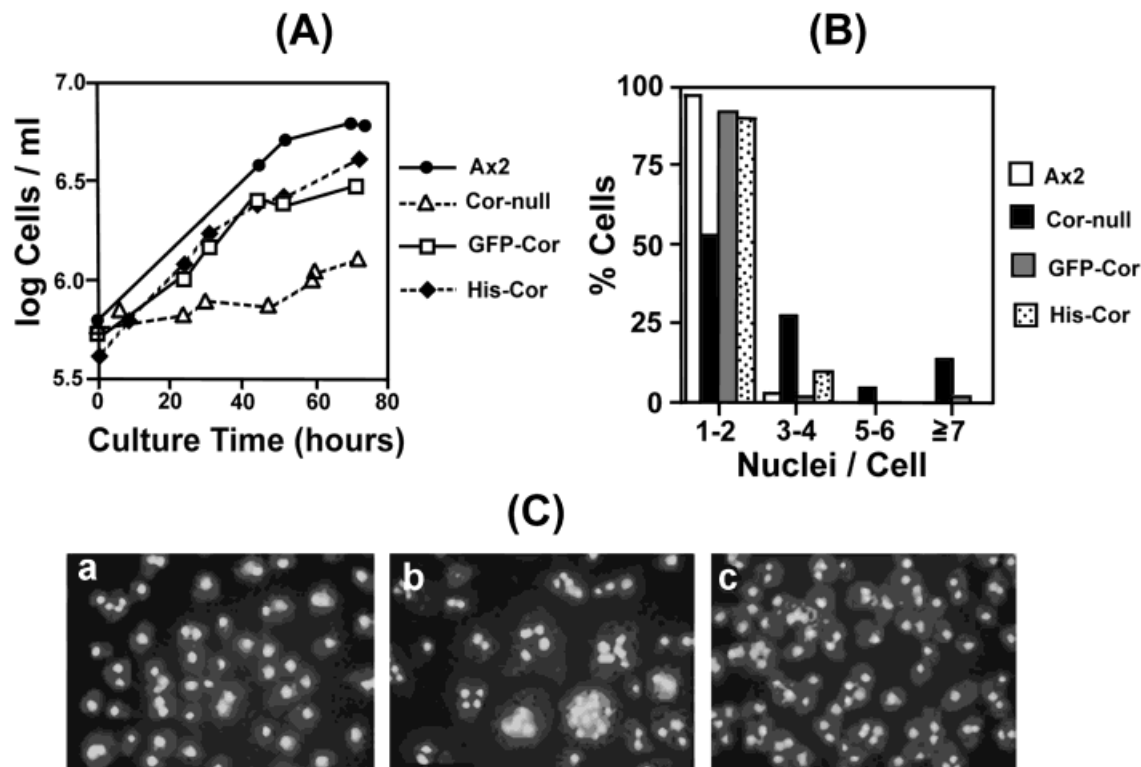 (A)
7.0
6.5
6.0
5.5
log Cells / ml
0 20 40 60 80
Culture Time (hours)
Ax2
Cor-null
GFP-Cor
His-Cor
(B)
100
75
50
25
0
% Cells
1-2 3-4 5-6 ≧7
Nuclei / Cell
Ax2
Cor-null
GFP-Cor
His-Cor
(C)
a b c